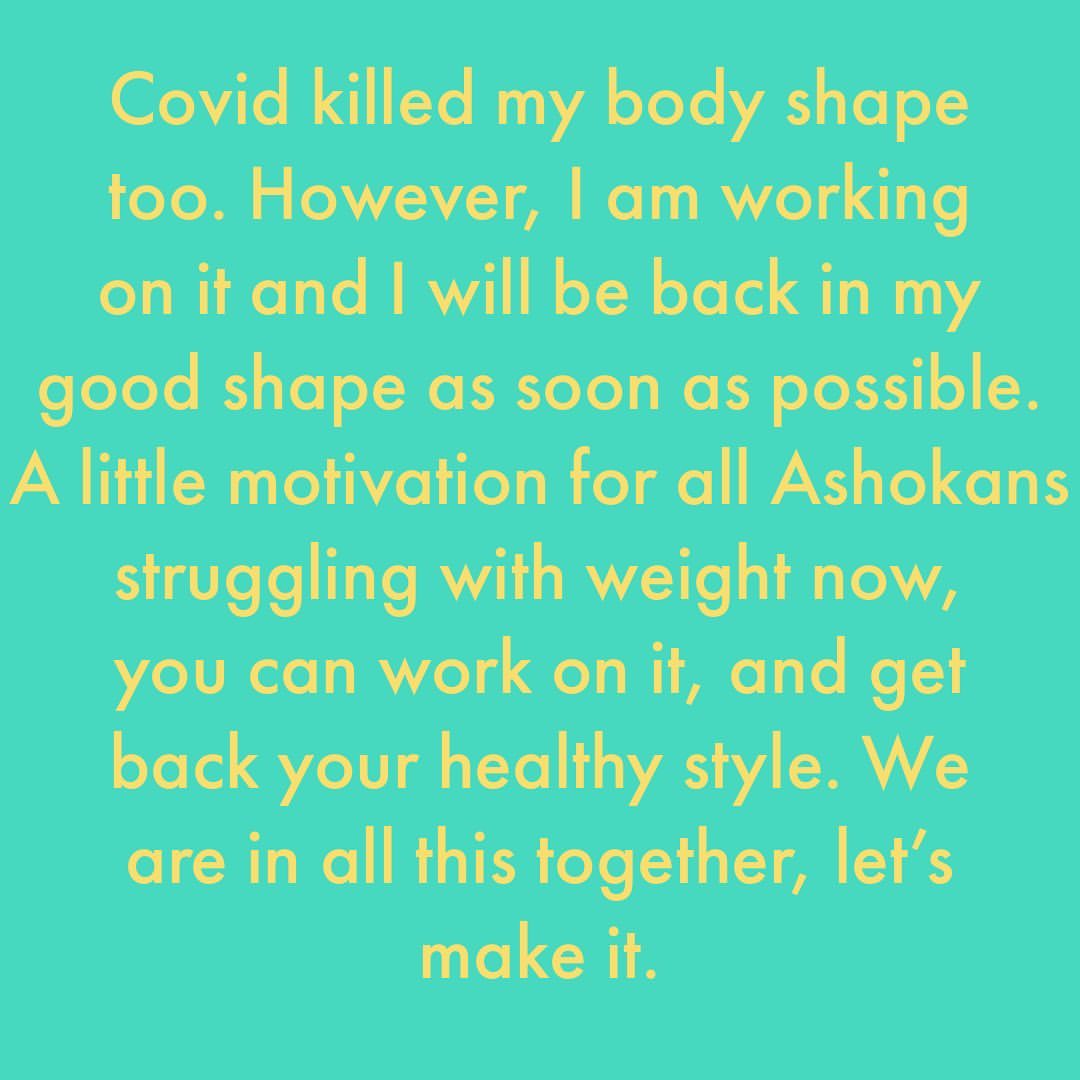 Covid killed my body shape
too. However, I am working
on it and I will be back in my
good shape as soon as possible.
A little motivation for all Ashokans
struggling with weight now,
you can work on it, and get
back your healthy style. We
are in all this together, let’s
make it.